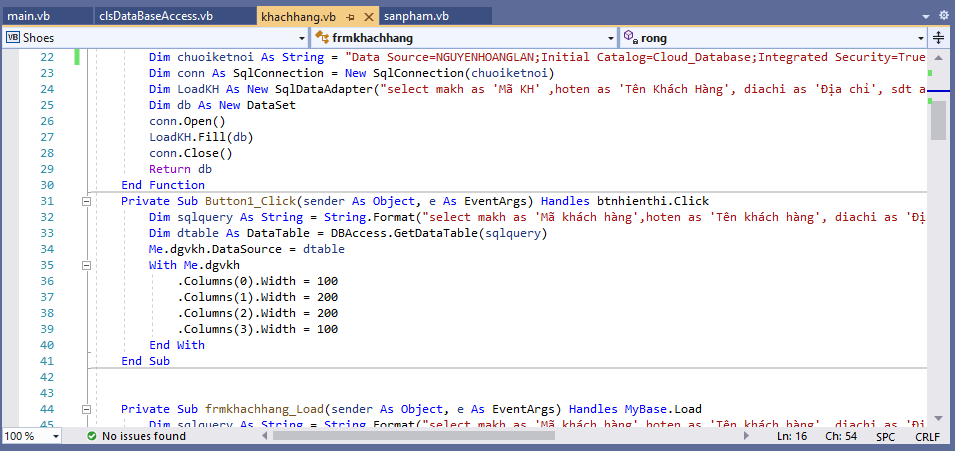 main.vb clsDataBaseAccess.vb khachhang.vb sanpham.vb
VB Shoes frmkhachhang rong
22 Dim chuoiketnoi As String = "Data Source=NGUYENHOANGLAN;Initial Catalog=Cloud_Database;Integrated Security=True
23 Dim conn As SqlConnection = New SqlConnection(chuoiketnoi)
24 Dim LoadKH As New SqlDataAdapter("select makh as 'Mã KH' ,hoten as 'Tên Khách Hàng', diachi as 'Địa chỉ', sdt a
25 Dim db As New DataSet
26 conn.Open()
27 LoadKH.Fill(db)
28 conn.Close()
29 Return db
30 End Function
31 Private Sub Button1_Click(sender As Object, e As EventArgs) Handles btnhienthi.Click
32 Dim sqlquery As String = String.Format("select makh as 'Mã khách hàng',hoten as 'Tên khách hàng', diachi as 'Đị
33 Dim dtable As DataTable = DBAccess.GetDataTable(sqlquery)
34 Me.dgvkh.DataSource = dtable
35 With Me.dgvkh
36 .Columns(0).Width = 100
37 .Columns(1).Width = 200
38 .Columns(2).Width = 200
39 .Columns(3).Width = 100
40 End With
41 End Sub
42
43
44 Private Sub frmkhachhang_Load(sender As Object, e As EventArgs) Handles MyBase.Load
45 Dim sqlquery As String = String.Format("select makh as 'Mã khách hàng',hoten as 'Tên khách hàng', diachi as 'Đị
100 % No issues found Ln: 16 Ch: 54 SPC CRLF